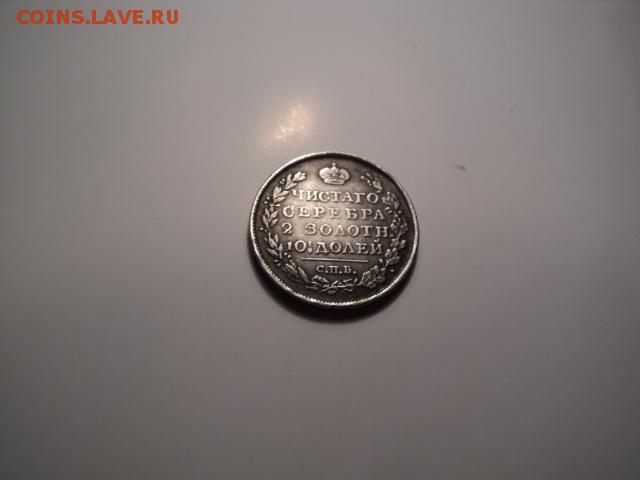 COINS.LAVE.RU
ЧИСТАГО
СЕРЕБРА
2 ЗОЛОТН.
10½ ДОЛЕЙ
С.П.Б.